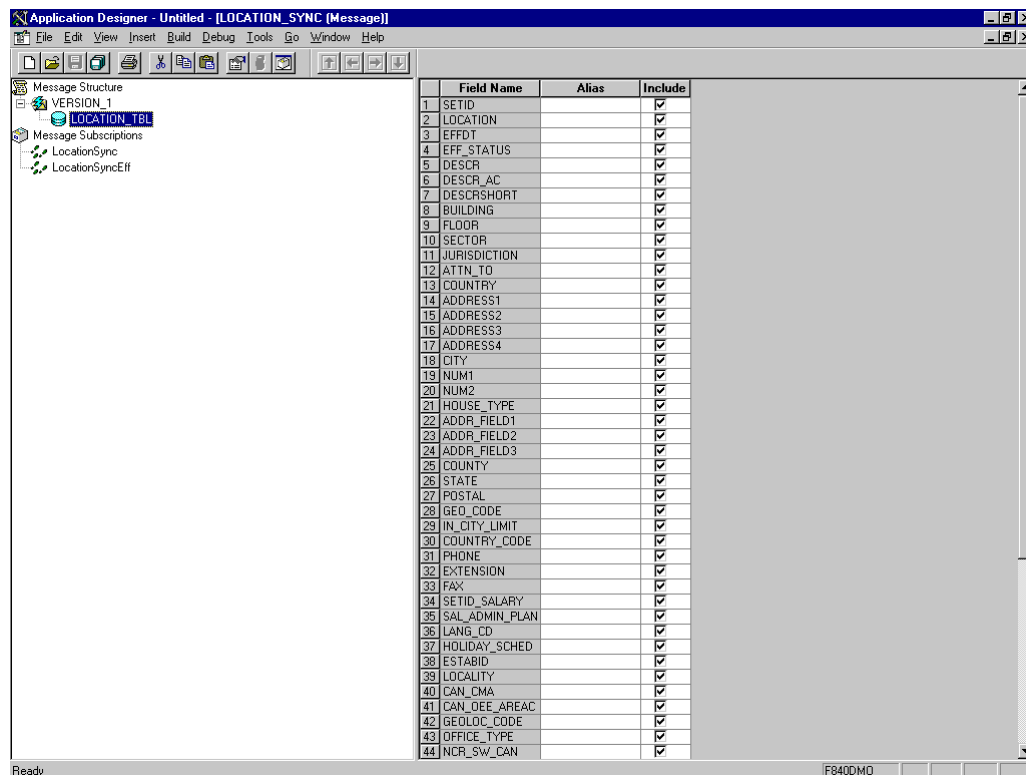 Application Designer - Untitled - [LOCATION_SYNC (Message)]
File Edit View Insert Build Debug Tools Go Window Help
Message Structure
VERSION_1
LOCATION_TBL
Message Subscriptions
LocationSync
LocationSyncEff
Field Name Alias Include
1 SETID
2 LOCATION
3 EFFDT
4 EFF_STATUS
5 DESCR
6 DESCR_AC
7 DESCRSHORT
8 BUILDING
9 FLOOR
10 SECTOR
11 JURISDICTION
12 ATTN_TO
13 COUNTRY
14 ADDRESS1
15 ADDRESS2
16 ADDRESS3
17 ADDRESS4
18 CITY
19 NUM1
20 NUM2
21 HOUSE_TYPE
22 ADDR_FIELD1
23 ADDR_FIELD2
24 ADDR_FIELD3
25 COUNTY
26 STATE
27 POSTAL
28 GEO_CODE
29 IN_CITY_LIMIT
30 COUNTRY_CODE
31 PHONE
32 EXTENSION
33 FAX
34 SETID_SALARY
35 SAL_ADMIN_PLAN
36 LANG_CD
37 HOLIDAY_SCHED
38 ESTABID
39 LOCALITY
40 CAN_CMA
41 CAN_OEE_AREAC
42 GEOLOC_CODE
43 OFFICE_TYPE
44 NCR_SW_CAN
Ready F840DMO